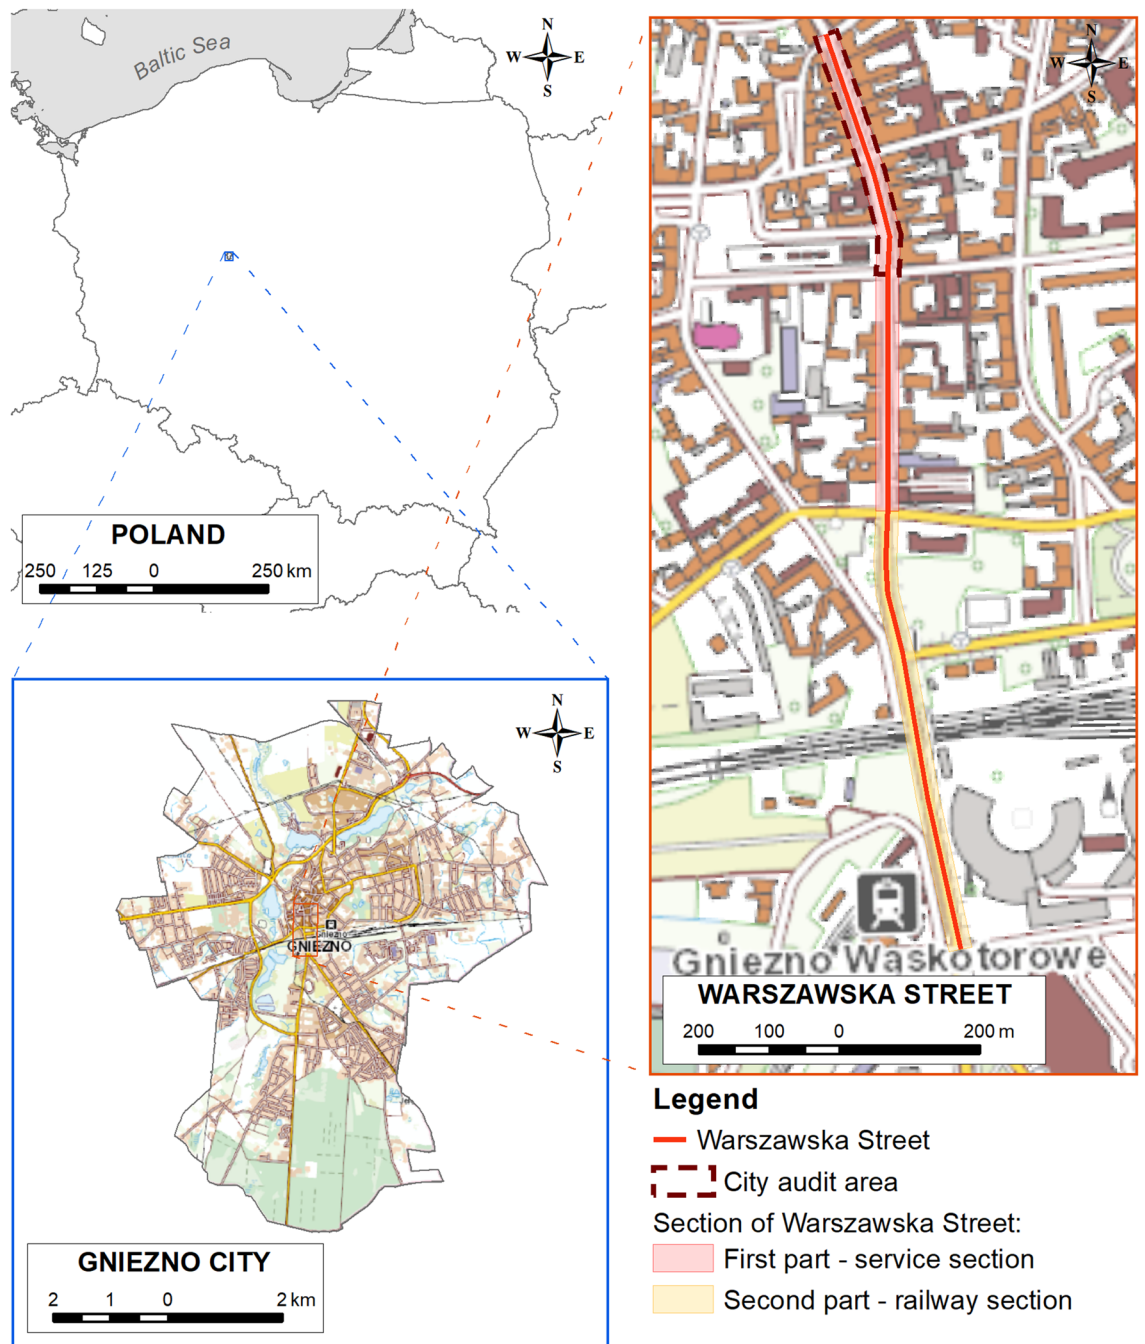 Baltic Sea
N
W E
S
POLAND
250 125 0 250 km
N
W E
S
Gniezno
GNIEZNO
GNIEZNO CITY
2 1 0 2 km
N
W E
S
Gniezno Wąskotorowe
WARSZAWSKA STREET
200 100 0 200 m
Legend
Warszawska Street
City audit area
Section of Warszawska Street:
First part - service section
Second part - railway section